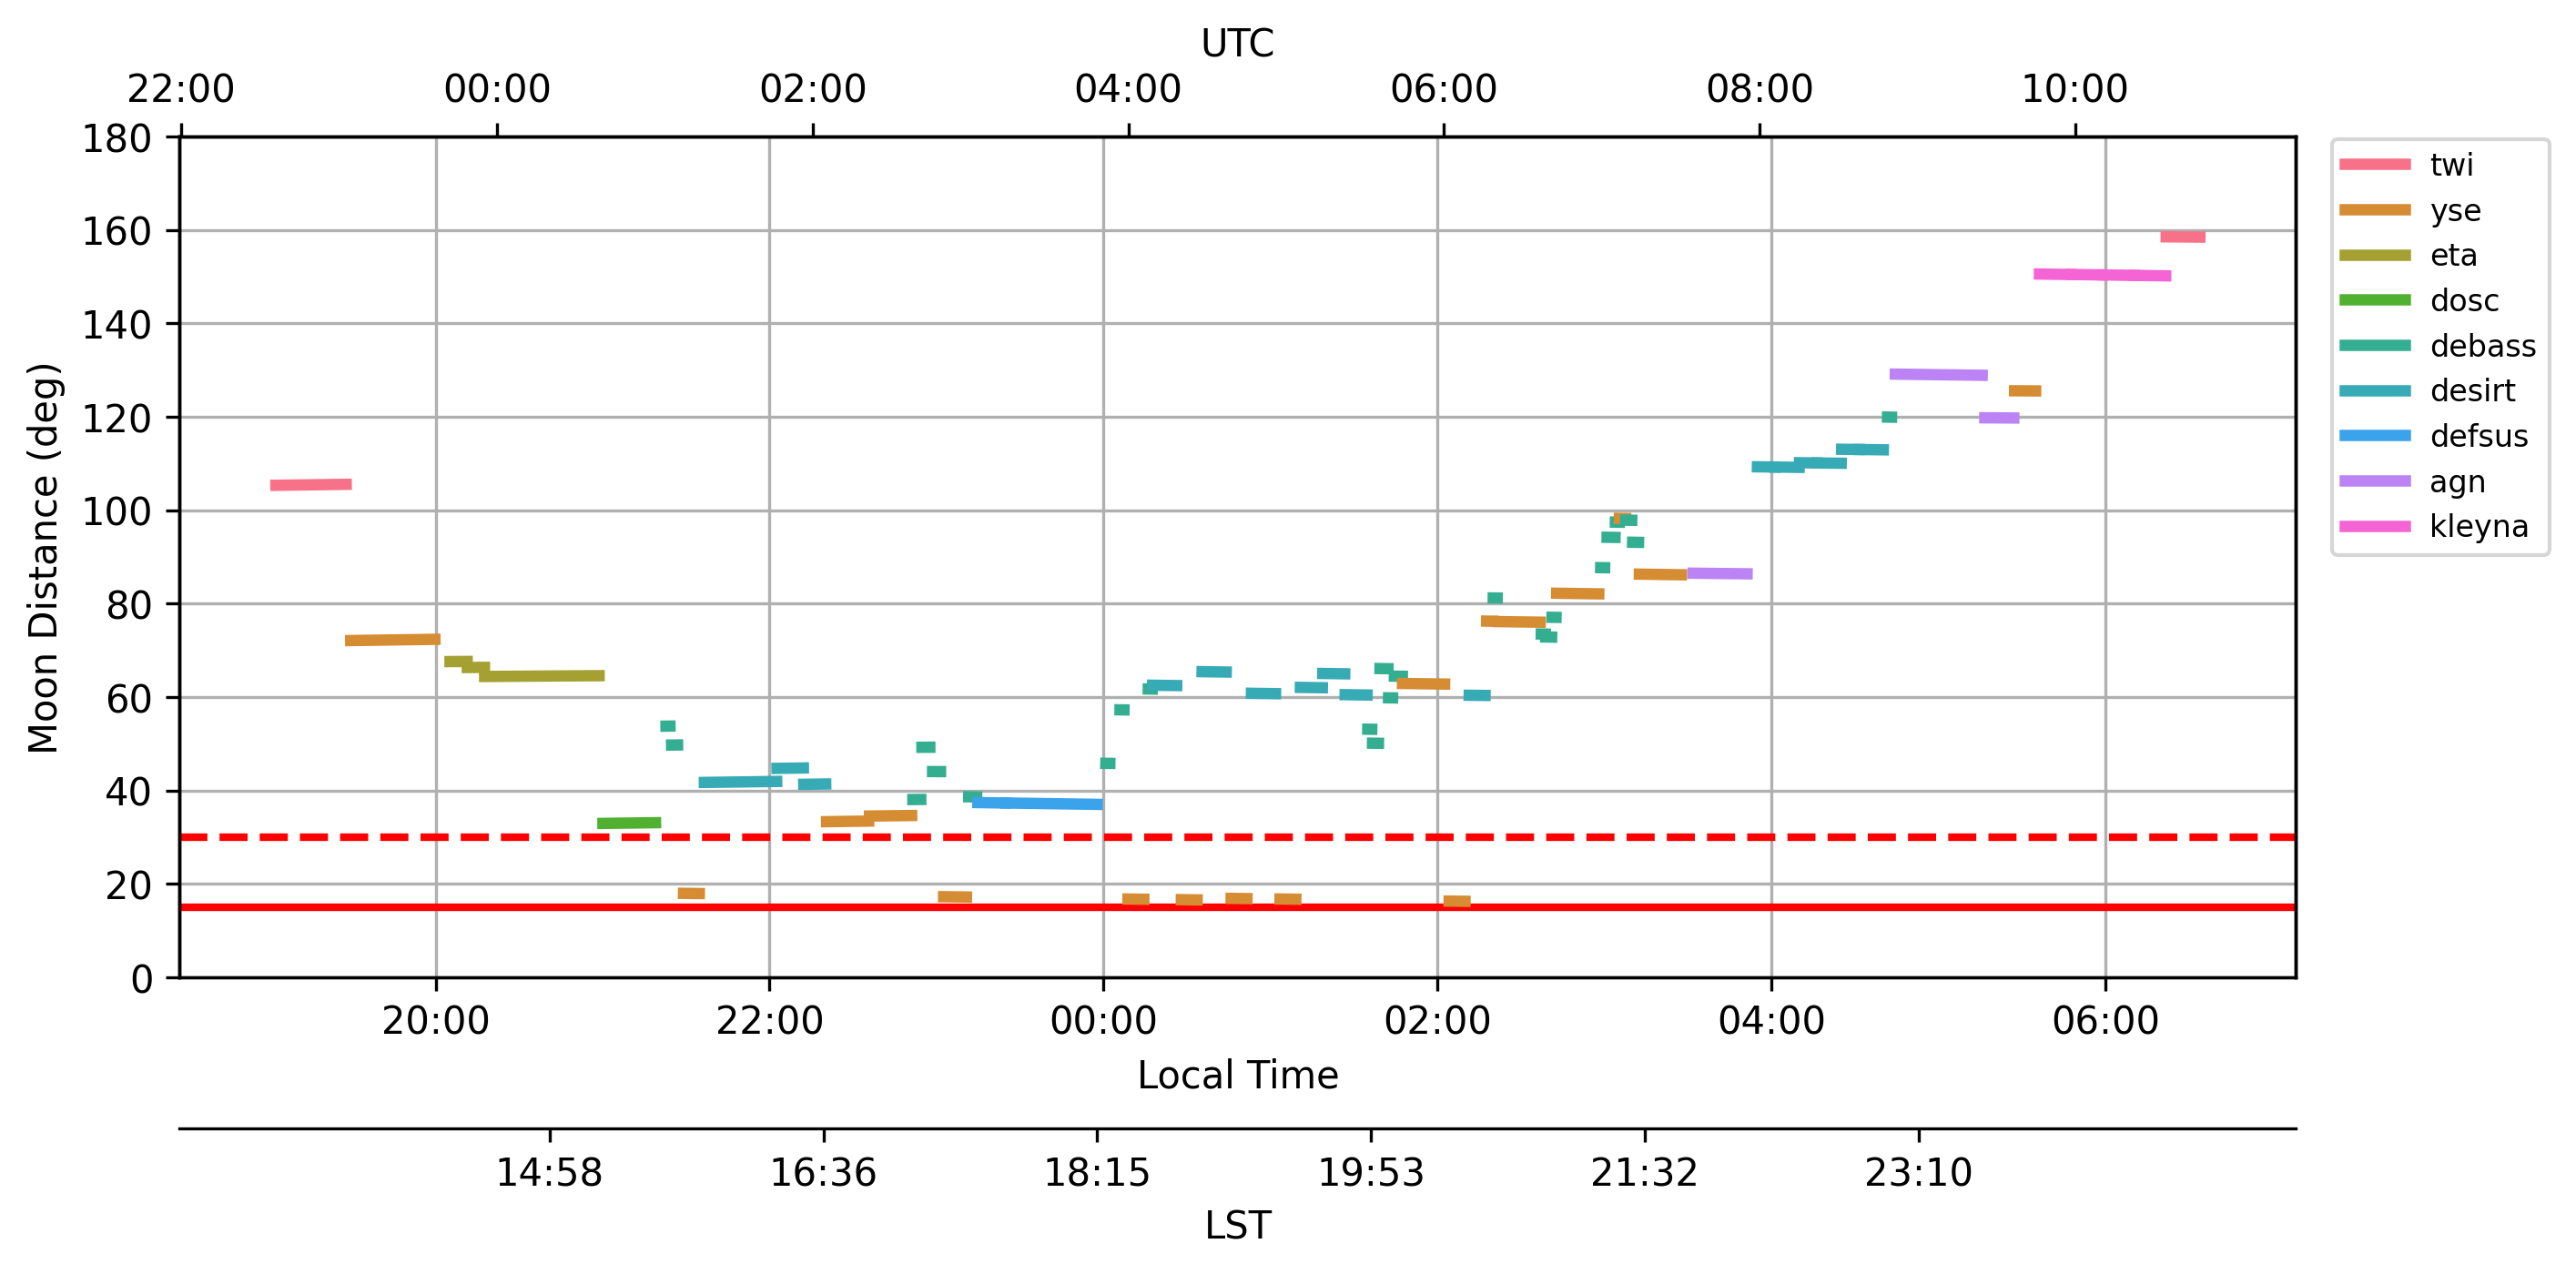 UTC
22:00 00:00 02:00 04:00 06:00 08:00 10:00
180
160
140
120
100
80
60
40
20
0
Moon Distance (deg)
twi
yse
eta
dosc
debass
desirt
defsus
agn
kleyna
20:00 22:00 00:00 02:00 04:00 06:00
Local Time
14:58 16:36 18:15 19:53 21:32 23:10
LST